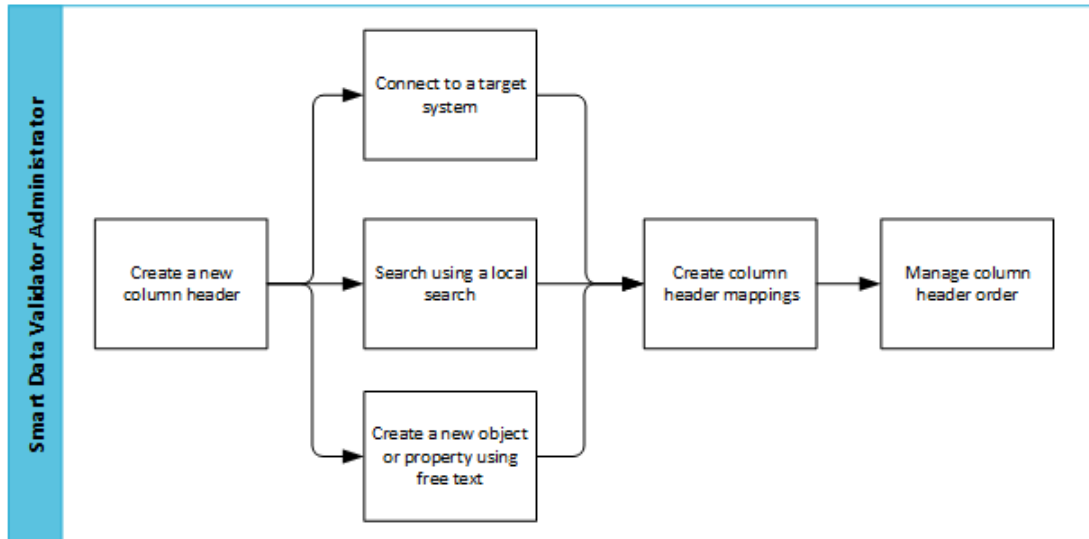 Smart Data Validator Administrator
Create a new
column header
Connect to a target
system
Search using a local
search
Create a new object
or property using
free text
Create column
header mappings
Manage column
header order